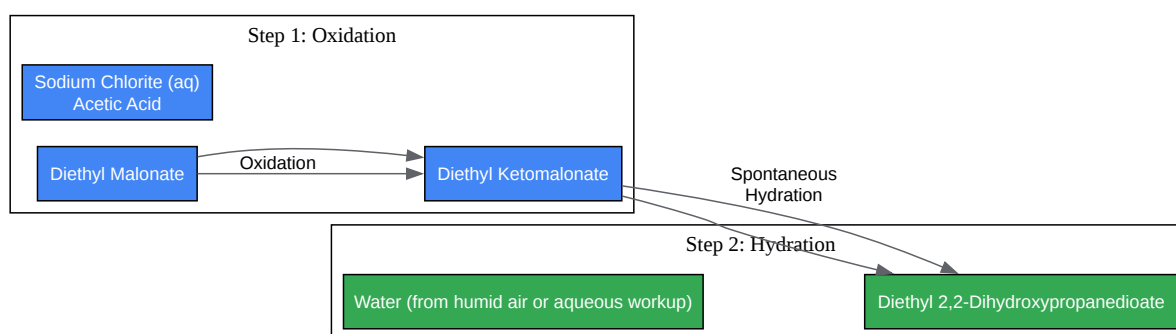 Step 1: Oxidation
Sodium Chlorite (aq)
Acetic Acid
Diethyl Malonate
Oxidation
Diethyl Ketomalonate
Spontaneous
Hydration
Step 2: Hydration
Water (from humid air or aqueous workup)
Diethyl 2,2-Dihydroxypropanedioate